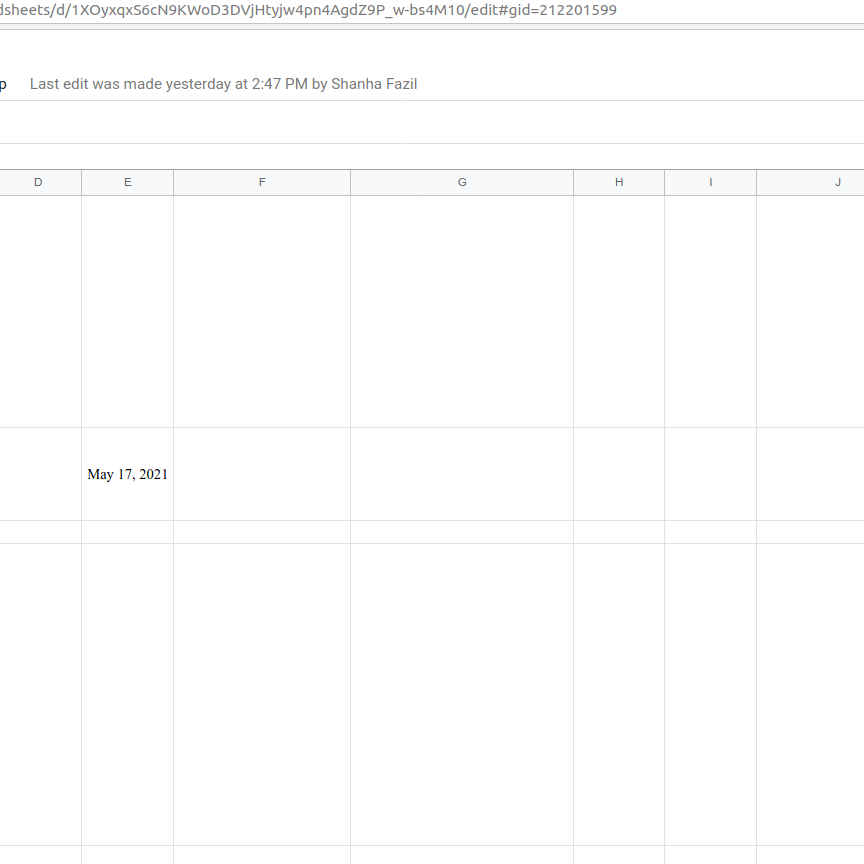 dsheets/d/1XOyxqxS6cN9KWoD3DVjHtyjw4pn4AgdZ9P_w-bs4M10/edit#gid=212201599
p Last edit was made yesterday at 2:47 PM by Shanha Fazil
D E F G H I J
May 17, 2021